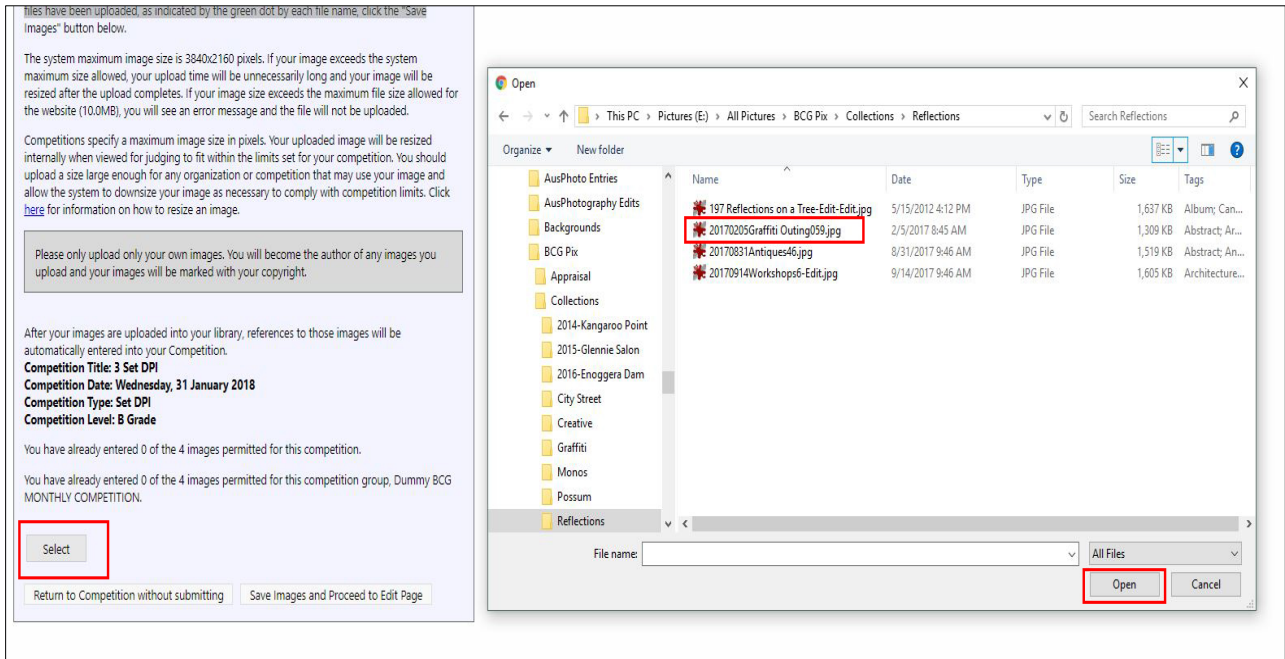 files have been uploaded, as indicated by the green dot by each file name, click the "Save
Images" button below.
The system maximum image size is 3840x2160 pixels. If your image exceeds the system
maximum size allowed, your upload time will be unnecessarily long and your image will be
resized after the upload completes. If your image size exceeds the maximum file size allowed for
the website (10.0MB), you will see an error message and the file will not be uploaded.
Competitions specify a maximum image size in pixels. Your uploaded image will be resized
internally when viewed for judging to fit within the limits set for your competition. You should
upload a size large enough for any organization or competition that may use your image and
allow the system to downsize your image as necessary to comply with competition limits. Click
here for information on how to resize an image.
Please only upload only your own images. You will become the author of any images you
upload and your images will be marked with your copyright.
After your images are uploaded into your library, references to those images will be
automatically entered into your Competition.
Competition Title: 3 Set DPI
Competition Date: Wednesday, 31 January 2018
Competition Type: Set DPI
Competition Level: B Grade
You have already entered 0 of the 4 images permitted for this competition.
You have already entered 0 of the 4 images permitted for this competition group, Dummy BCG
MONTHLY COMPETITION.
Select
Return to Competition without submitting Save Images and Proceed to Edit Page
Open X
This PC > Pictures (E:) > All Pictures > BCG Pix > Collections > Reflections Search Reflections
Organize New folder ?
AusPhoto Entries
AusPhotography Edits
Backgrounds
BCG Pix
Appraisal
Collections
2014-Kangaroo Point
2015-Glennie Salon
2016-Enoggera Dam
City Street
Creative
Graffiti
Monos
Possum
Reflections
Name Date Type Size Tags
197 Reflections on a Tree-Edit-Edit.jpg 5/15/2012 4:12 PM JPG File 1,637 KB Album; Can...
20170205Graffiti Outing059.jpg 2/5/2017 8:45 AM JPG File 1,309 KB Abstract; Ar...
20170831Antiques46.jpg 8/31/2017 9:46 AM JPG File 1,519 KB Abstract; An...
20170914Workshops6-Edit.jpg 9/14/2017 9:46 AM JPG File 1,605 KB Architecture...
File name: All Files
Open Cancel